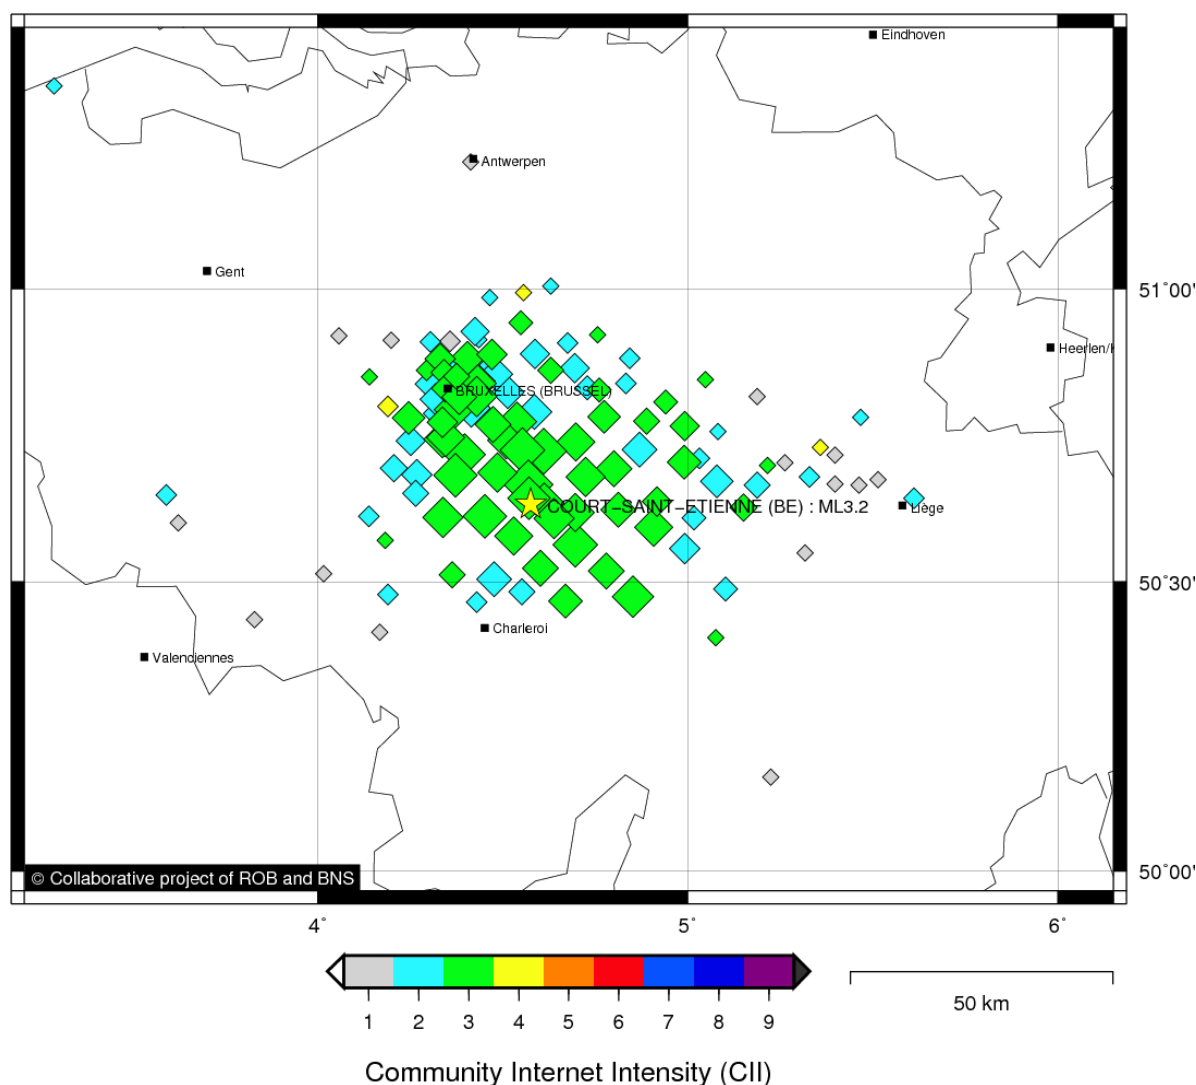 Eindhoven
Antwerpen
Gent
51°00'
Heerlen/K
BRUXELLES (BRUSSEL)
COURT-SAINT-ETIENNE (BE) : ML3.2
Liège
50°30'
Charleroi
Valenciennes
© Collaborative project of ROB and BNS
50°00'
4° 5° 6°
1 2 3 4 5 6 7 8 9
50 km
Community Internet Intensity (CII)